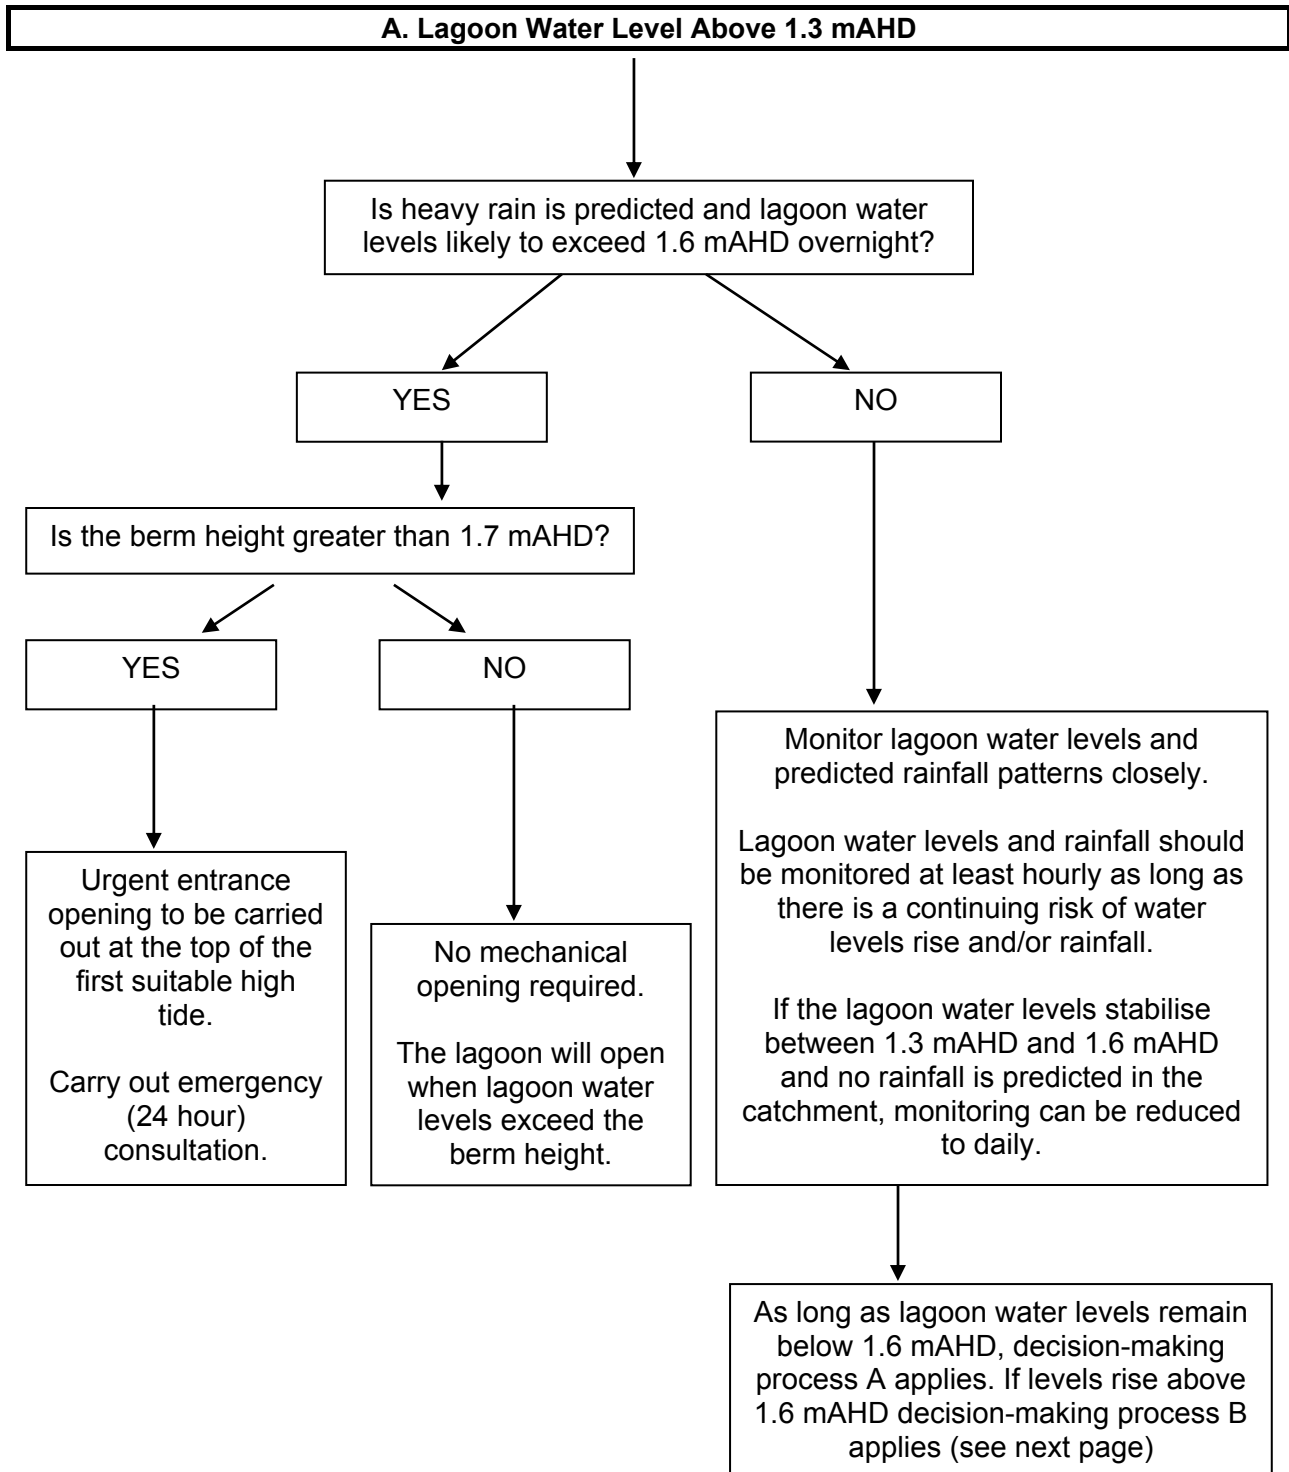 A. Lagoon Water Level Above 1.3 mAHD
Is heavy rain is predicted and lagoon water
levels likely to exceed 1.6 mAHD overnight?
YES
NO
Is the berm height greater than 1.7 mAHD?
YES
NO
Urgent entrance
opening to be carried
out at the top of the
first suitable high
tide.
Carry out emergency
(24 hour)
consultation.
No mechanical
opening required.
The lagoon will open
when lagoon water
levels exceed the
berm height.
Monitor lagoon water levels and
predicted rainfall patterns closely.
Lagoon water levels and rainfall should
be monitored at least hourly as long as
there is a continuing risk of water
levels rise and/or rainfall.
If the lagoon water levels stabilise
between 1.3 mAHD and 1.6 mAHD
and no rainfall is predicted in the
catchment, monitoring can be reduced
to daily.
As long as lagoon water levels remain
below 1.6 mAHD, decision-making
process A applies. If levels rise above
1.6 mAHD decision-making process B
applies (see next page)